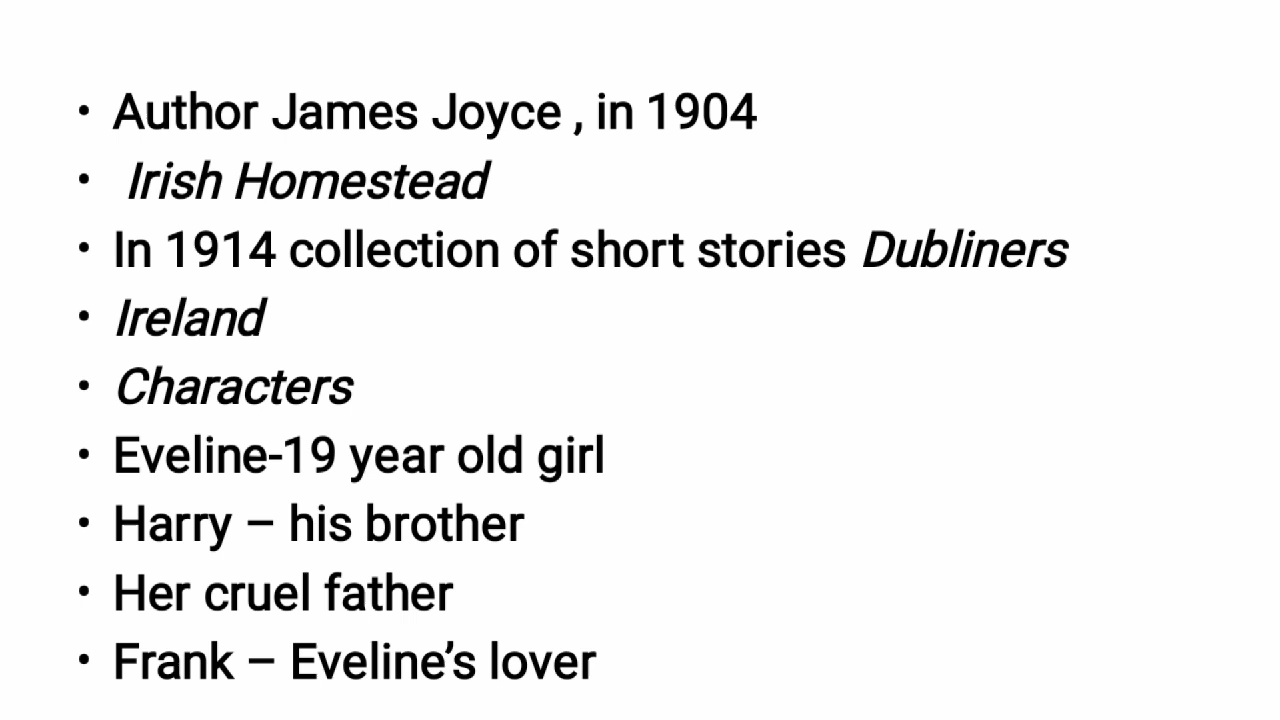 • Author James Joyce , in 1904
• Irish Homestead
• In 1914 collection of short stories Dubliners
• Ireland
• Characters
• Eveline-19 year old girl
• Harry – his brother
• Her cruel father
• Frank – Eveline’s lover